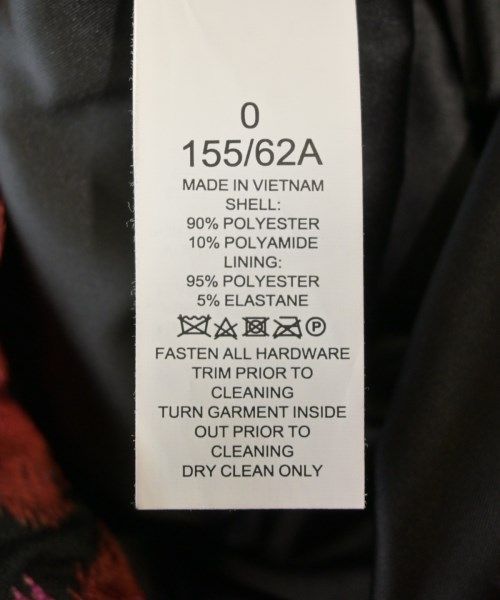 0
155/62A
MADE IN VIETNAM
SHELL:
90% POLYESTER
10% POLYAMIDE
LINING:
95% POLYESTER
5% ELASTANE
P
FASTEN ALL HARDWARE
TRIM PRIOR TO
CLEANING
TURN GARMENT INSIDE
OUT PRIOR TO
CLEANING
DRY CLEAN ONLY